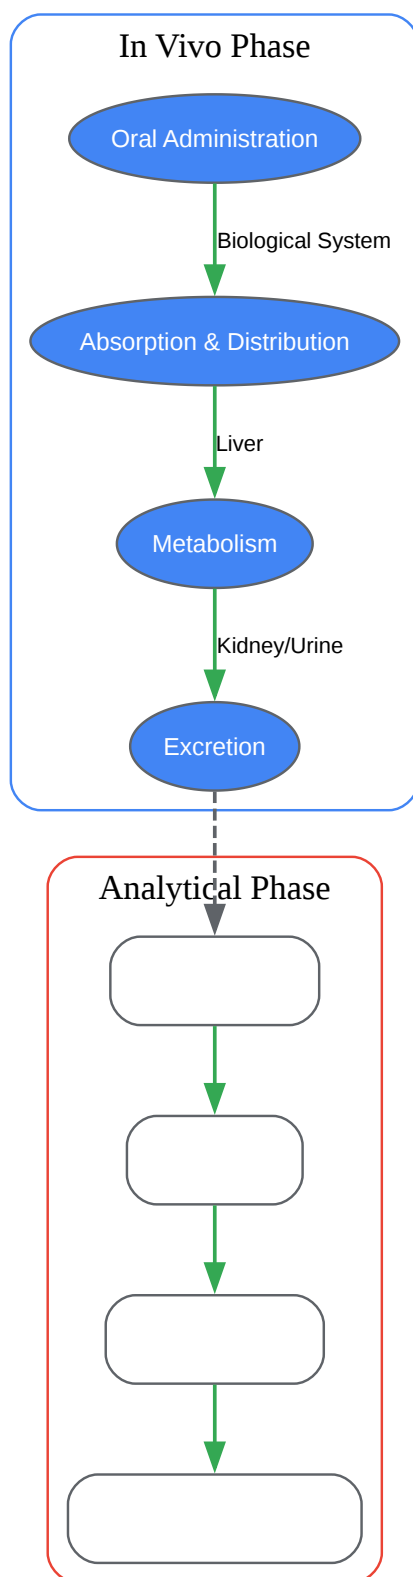 In Vivo Phase
Oral Administration
Biological System
Absorption & Distribution
Liver
Metabolism
Kidney/Urine
Excretion
Analytical Phase